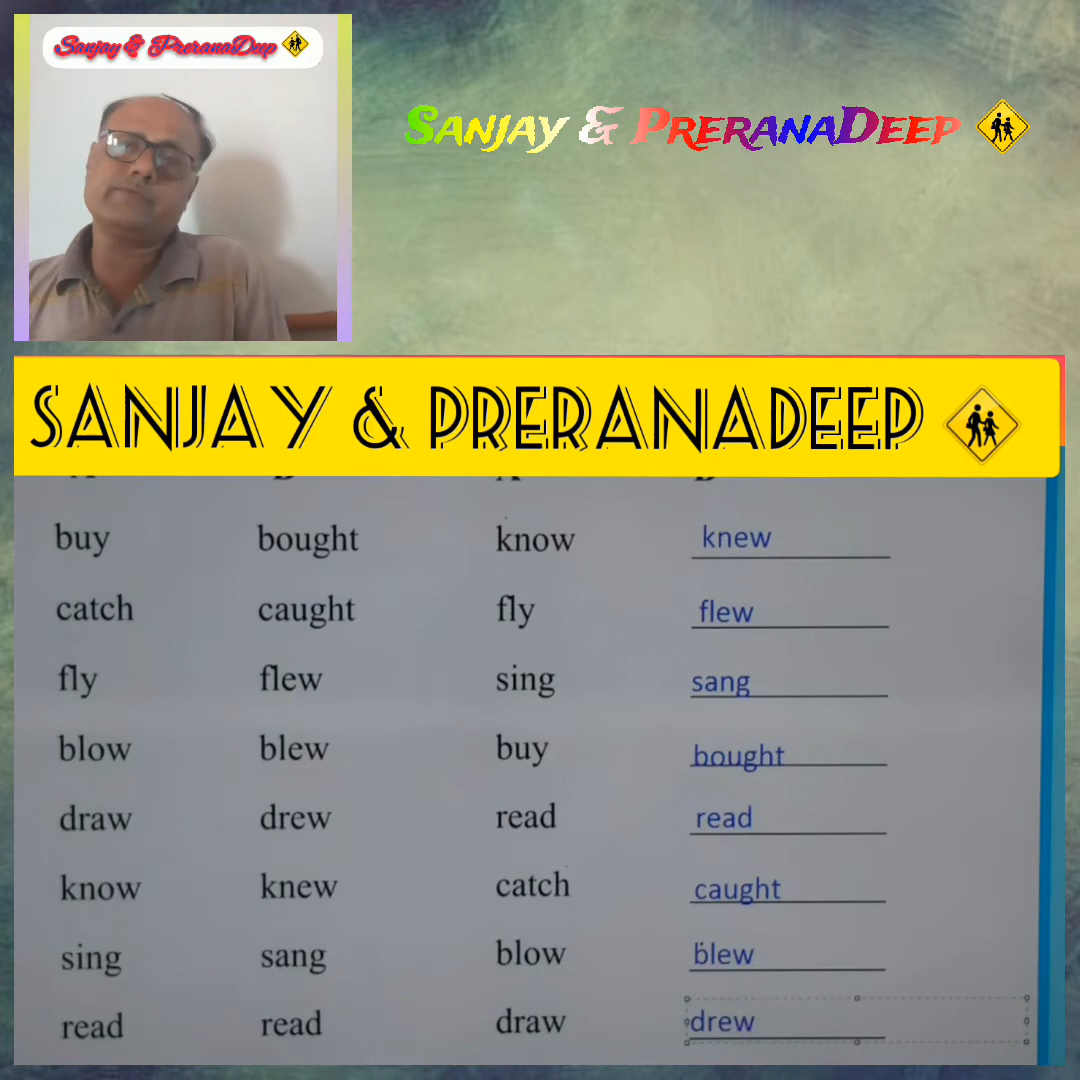 Sanjay & PreranaDeep
SANJAY & PRERANADEEP
SANJAY & PRERANADEEP
buy bought know knew
catch caught fly flew
fly flew sing sang
blow blew buy bought
draw drew read read
know knew catch caught
sing sang blow blew
read read draw drew